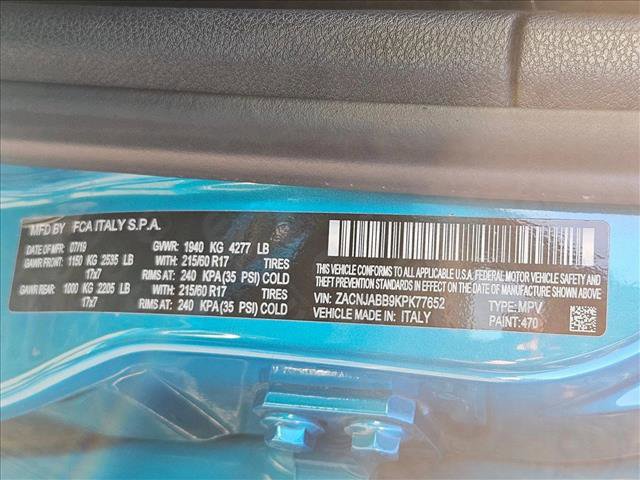 MFD BY FCA ITALY S.P.A.
DATE OF MFR 07/19 GVWR: 1940 KG 4277 LB
GAWR FRONT: 1150 KG 2535 LB WITH: 215/60 R17 TIRES
17x7 RIMS AT: 240 KPA(35 PSI) COLD
GAWR REAR: 1000 KG 2205 LB WITH: 215/60 R17 TIRES
17x7 RIMS AT: 240 KPA (35 PSI) COLD
THIS VEHICLE CONFORMS TO ALL APPLICABLE
U.S.A. FEDERAL MOTOR VEHICLE SAFETY AND
THEFT PREVENTION STANDARDS IN EFFECT ON THE
DATE OF MANUFACTURE SHOWN ABOVE.
VIN: ZACNJABB9KPK77652 TYPE: MPV
VEHICLE MADE IN: ITALY PAINT: 470